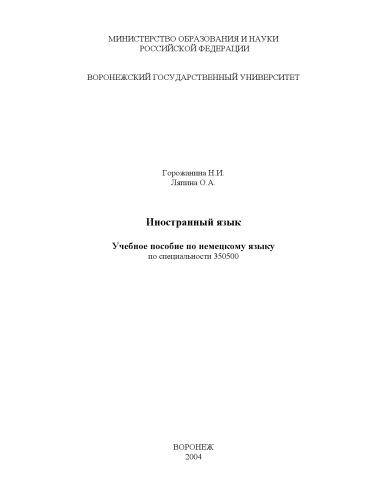 МИНИСТЕРСТВО ОБРАЗОВАНИЯ И НАУКИ
РОССИЙСКОЙ ФЕДЕРАЦИИ
ВОРОНЕЖСКИЙ ГОСУДАРСТВЕННЫЙ УНИВЕРСИТЕТ
Горожанина Н.И.
Ляпина О.А.
Иностранный язык
Учебное пособие по немецкому языку
по специальности 350500
ВОРОНЕЖ
2004